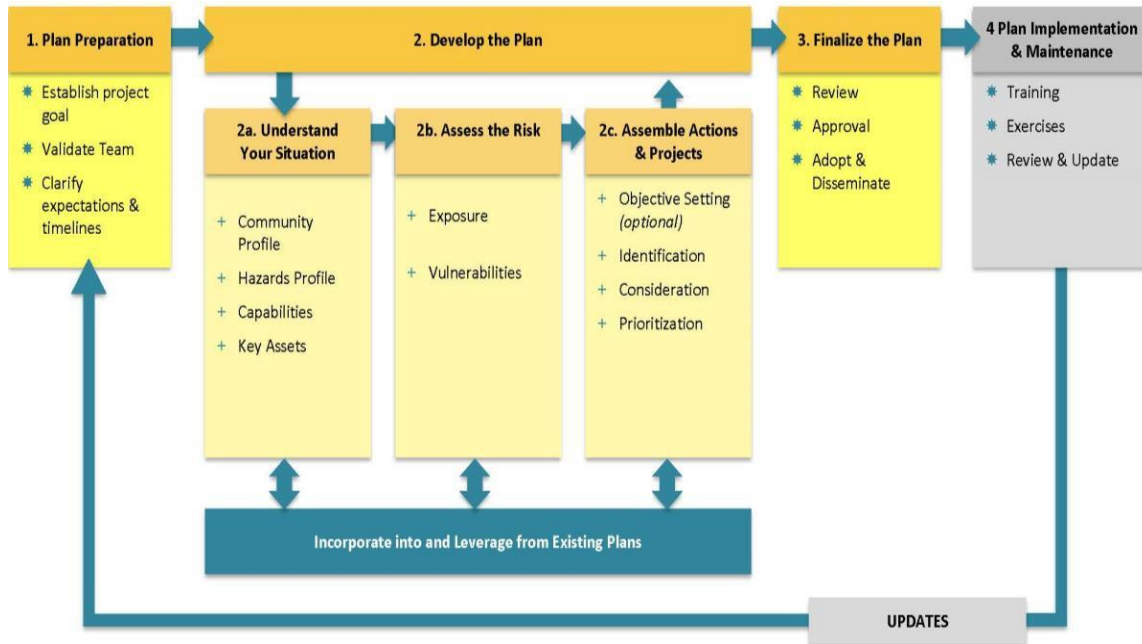 1. Plan Preparation
Establish project
goal
Validate Team
Clarify
expectations &
timelines
2. Develop the Plan
2a. Understand
Your Situation
+ Community
Profile
+ Hazards Profile
+ Capabilities
+ Key Assets
2b. Assess the Risk
+ Exposure
+ Vulnerabilities
2c. Assemble Actions
& Projects
+ Objective Setting
(optional)
+ Identification
+ Consideration
+ Prioritization
3. Finalize the Plan
Review
Approval
Adopt &
Disseminate
4 Plan Implementation
& Maintenance
Training
Exercises
Review & Update
Incorporate into and Leverage from Existing Plans
UPDATES